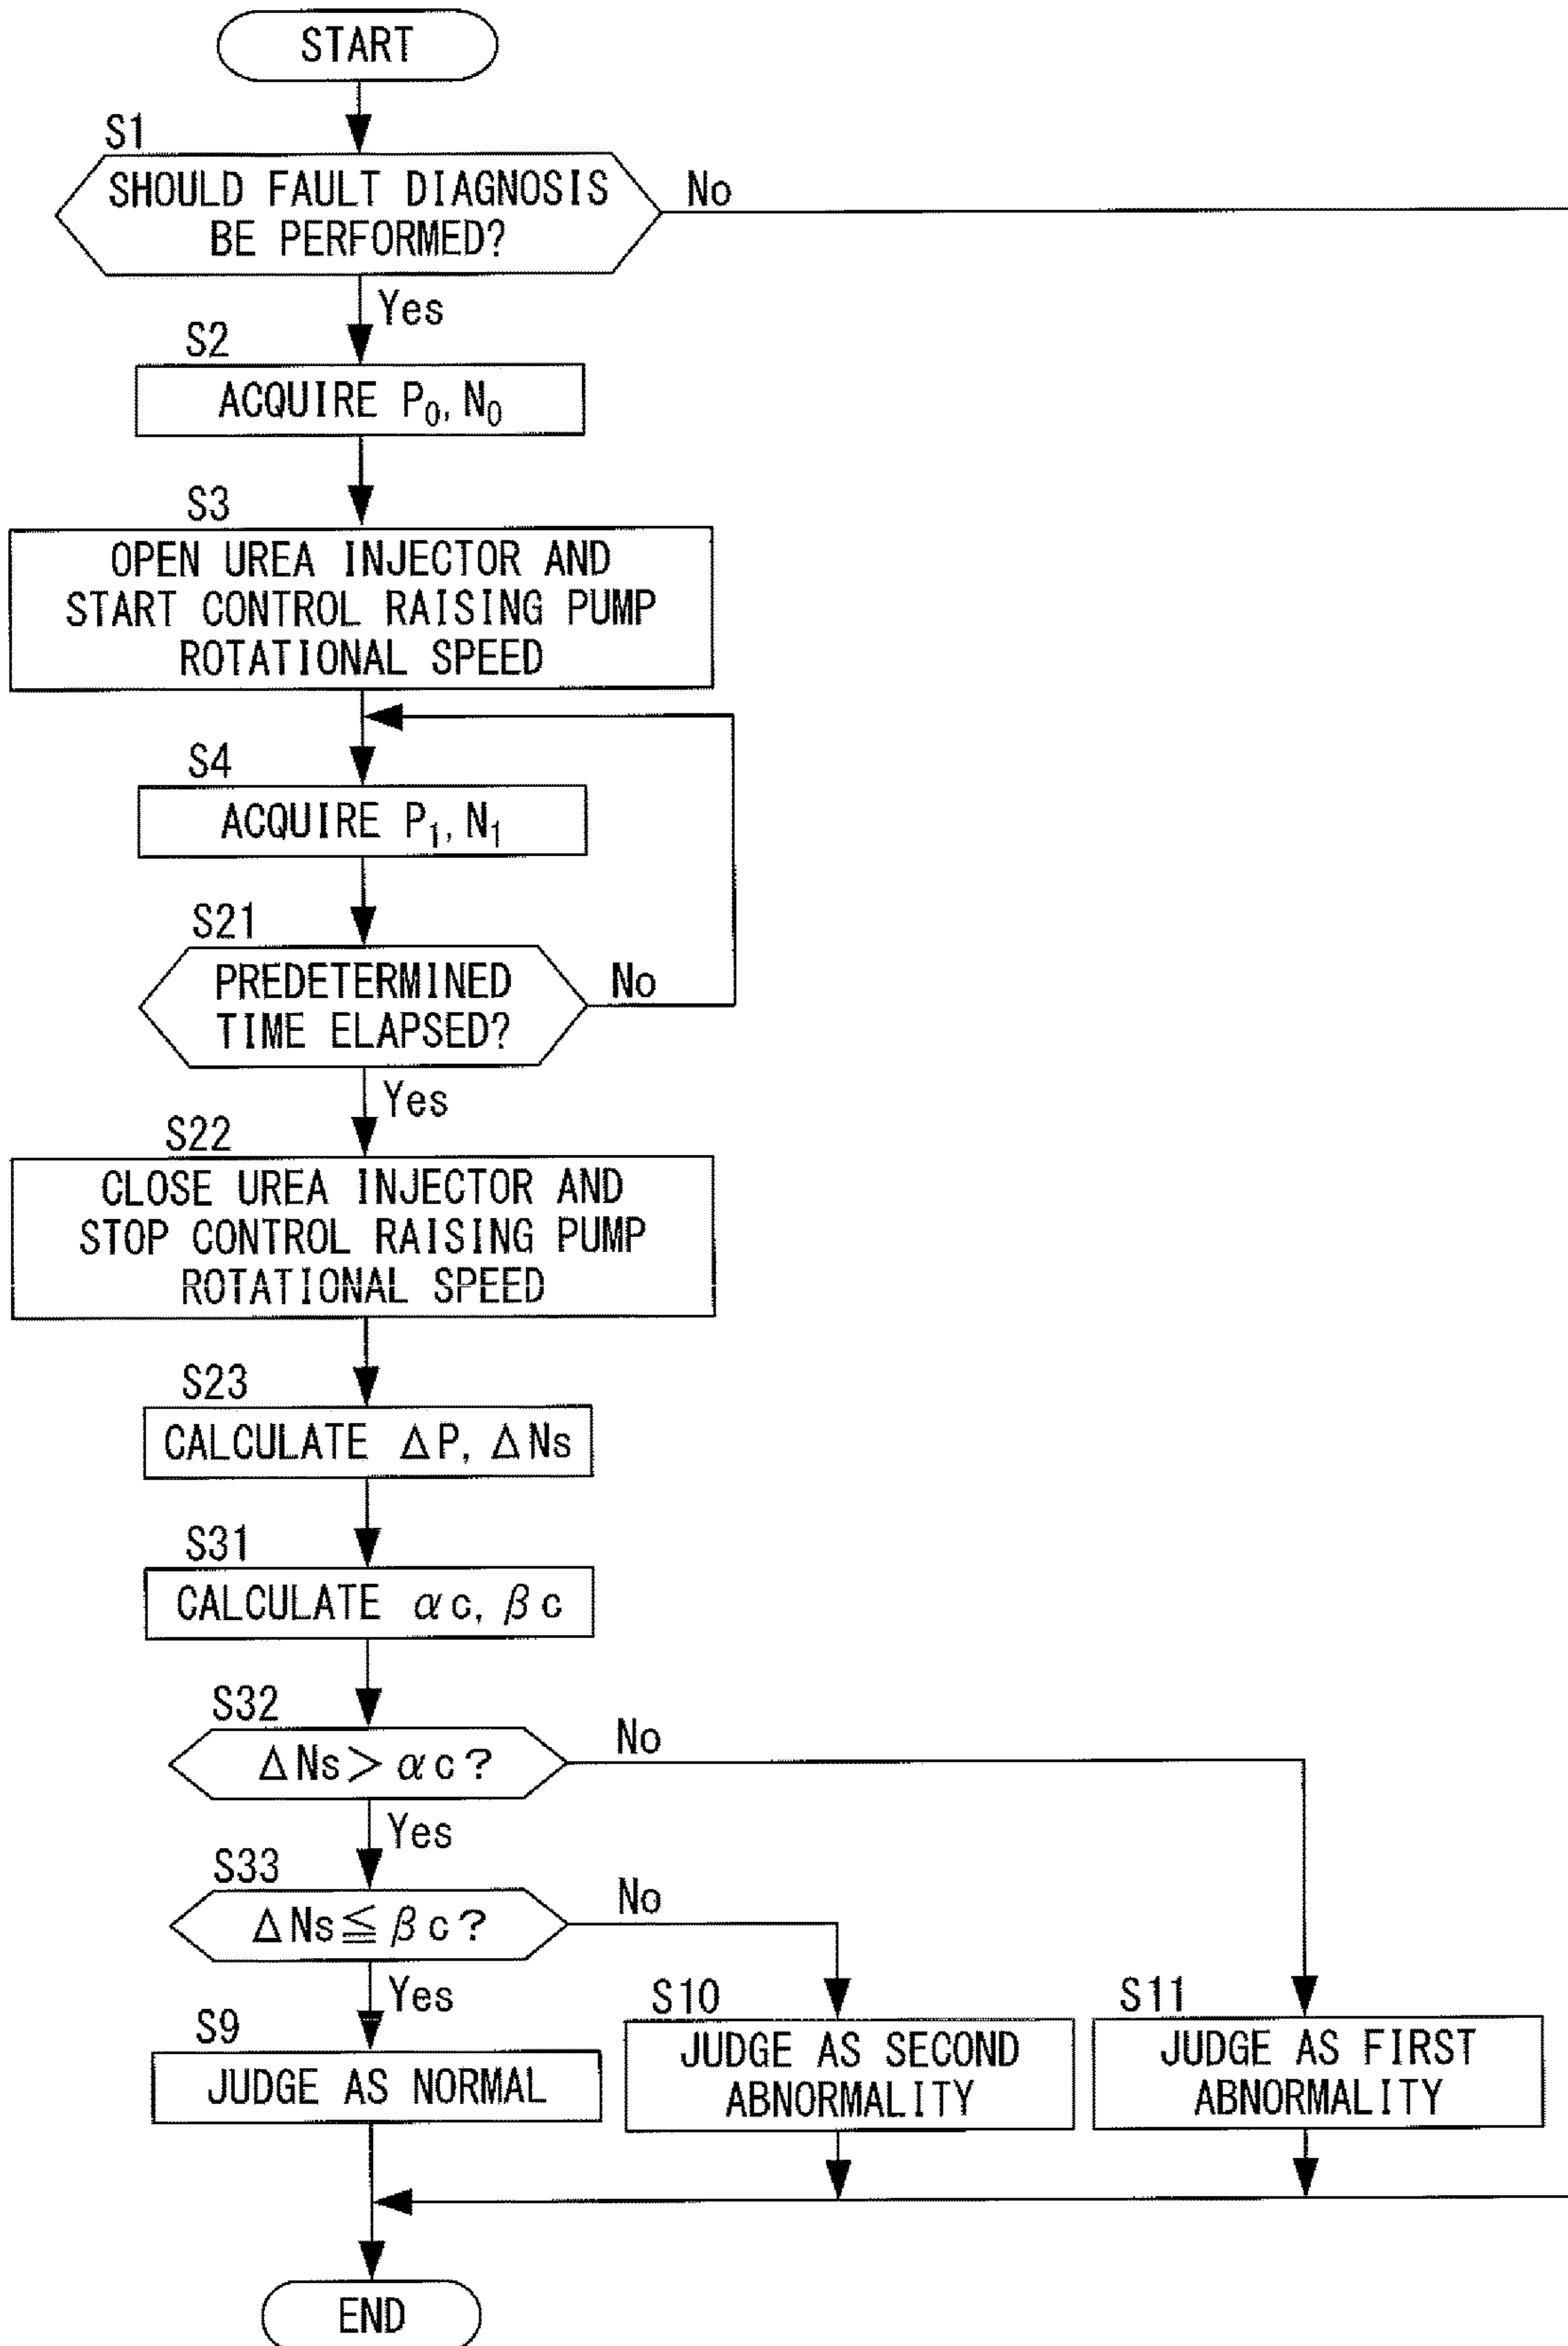 START
S1
SHOULD FAULT DIAGNOSIS
BE PERFORMED?
No
Yes
S2
ACQUIRE P₀, N₀
S3
OPEN UREA INJECTOR AND
START CONTROL RAISING PUMP
ROTATIONAL SPEED
S4
ACQUIRE P₁, N₁
S21
PREDETERMINED
TIME ELAPSED?
No
Yes
S22
CLOSE UREA INJECTOR AND
STOP CONTROL RAISING PUMP
ROTATIONAL SPEED
S23
CALCULATE ΔP, ΔNs
S31
CALCULATE αc, βc
S32
ΔNs > αc?
No
Yes
S33
ΔNs ≦ βc?
No
Yes
S9
JUDGE AS NORMAL
S10
JUDGE AS SECOND
ABNORMALITY
S11
JUDGE AS FIRST
ABNORMALITY
END